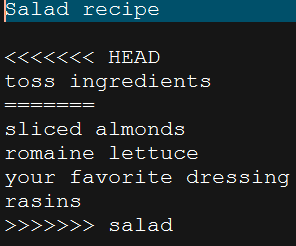 Salad recipe
<<<<<<< HEAD
toss ingredients
=======
sliced almonds
romaine lettuce
your favorite dressing
rasins
>>>>>>> salad